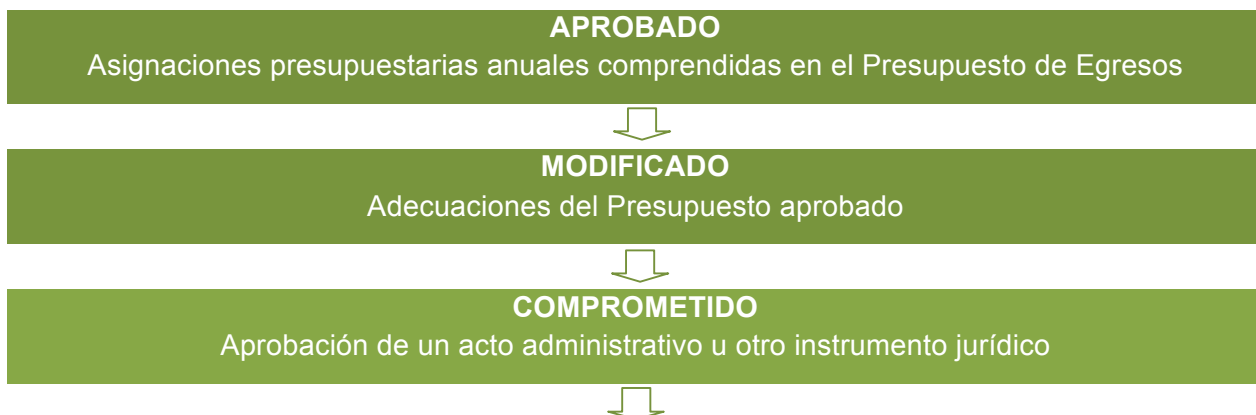 APROBADO
Asignaciones presupuestarias anuales comprendidas en el Presupuesto de Egresos
MODIFICADO
Adecuaciones del Presupuesto aprobado
COMPROMETIDO
Aprobación de un acto administrativo u otro instrumento jurídico